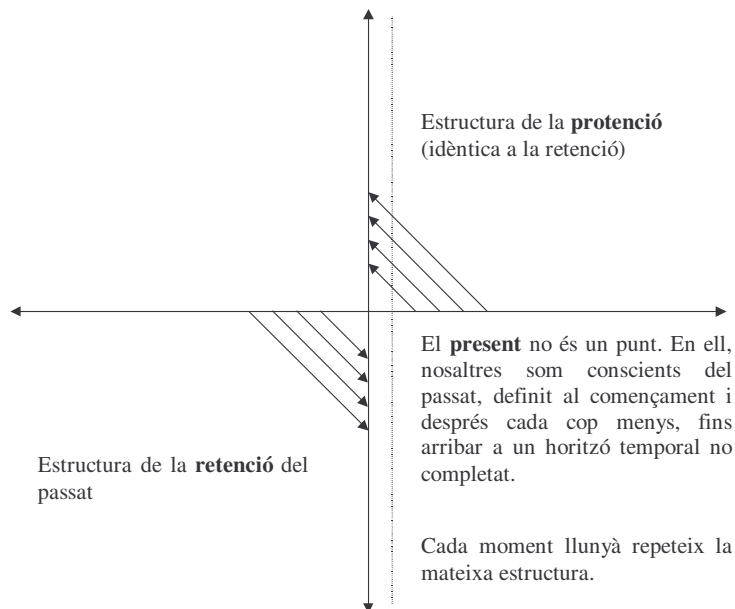 Estructura de la protenció
(idèntica a la retenció)
El present no és un punt. En ell,
nosaltres som conscients del
passat, definit al començament i
després cada cop menys, fins
arribar a un horitzó temporal no
completat.
Estructura de la retenció del
passat
Cada moment llunyà repeteix la
mateixa estructura.